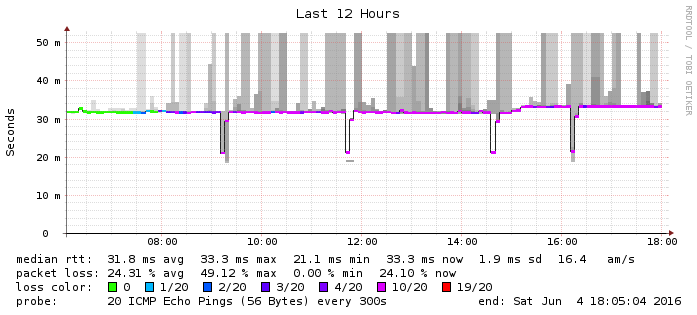 Last 12 Hours
RRDTOOL / TOBI OETIKER
Seconds
50 m
40 m
30 m
20 m
10 m
0
08:00 10:00 12:00 14:00 16:00 18:00
median rtt: 31.8 ms avg 33.3 ms max 21.1 ms min 33.3 ms now 1.9 ms sd 16.4 am/s
packet loss: 24.31 % avg 49.12 % max 0.00 % min 24.10 % now
loss color: 0 1/20 2/20 3/20 4/20 10/20 19/20
probe: 20 ICMP Echo Pings (56 Bytes) every 300s end: Sat Jun 4 18:05:04 2016